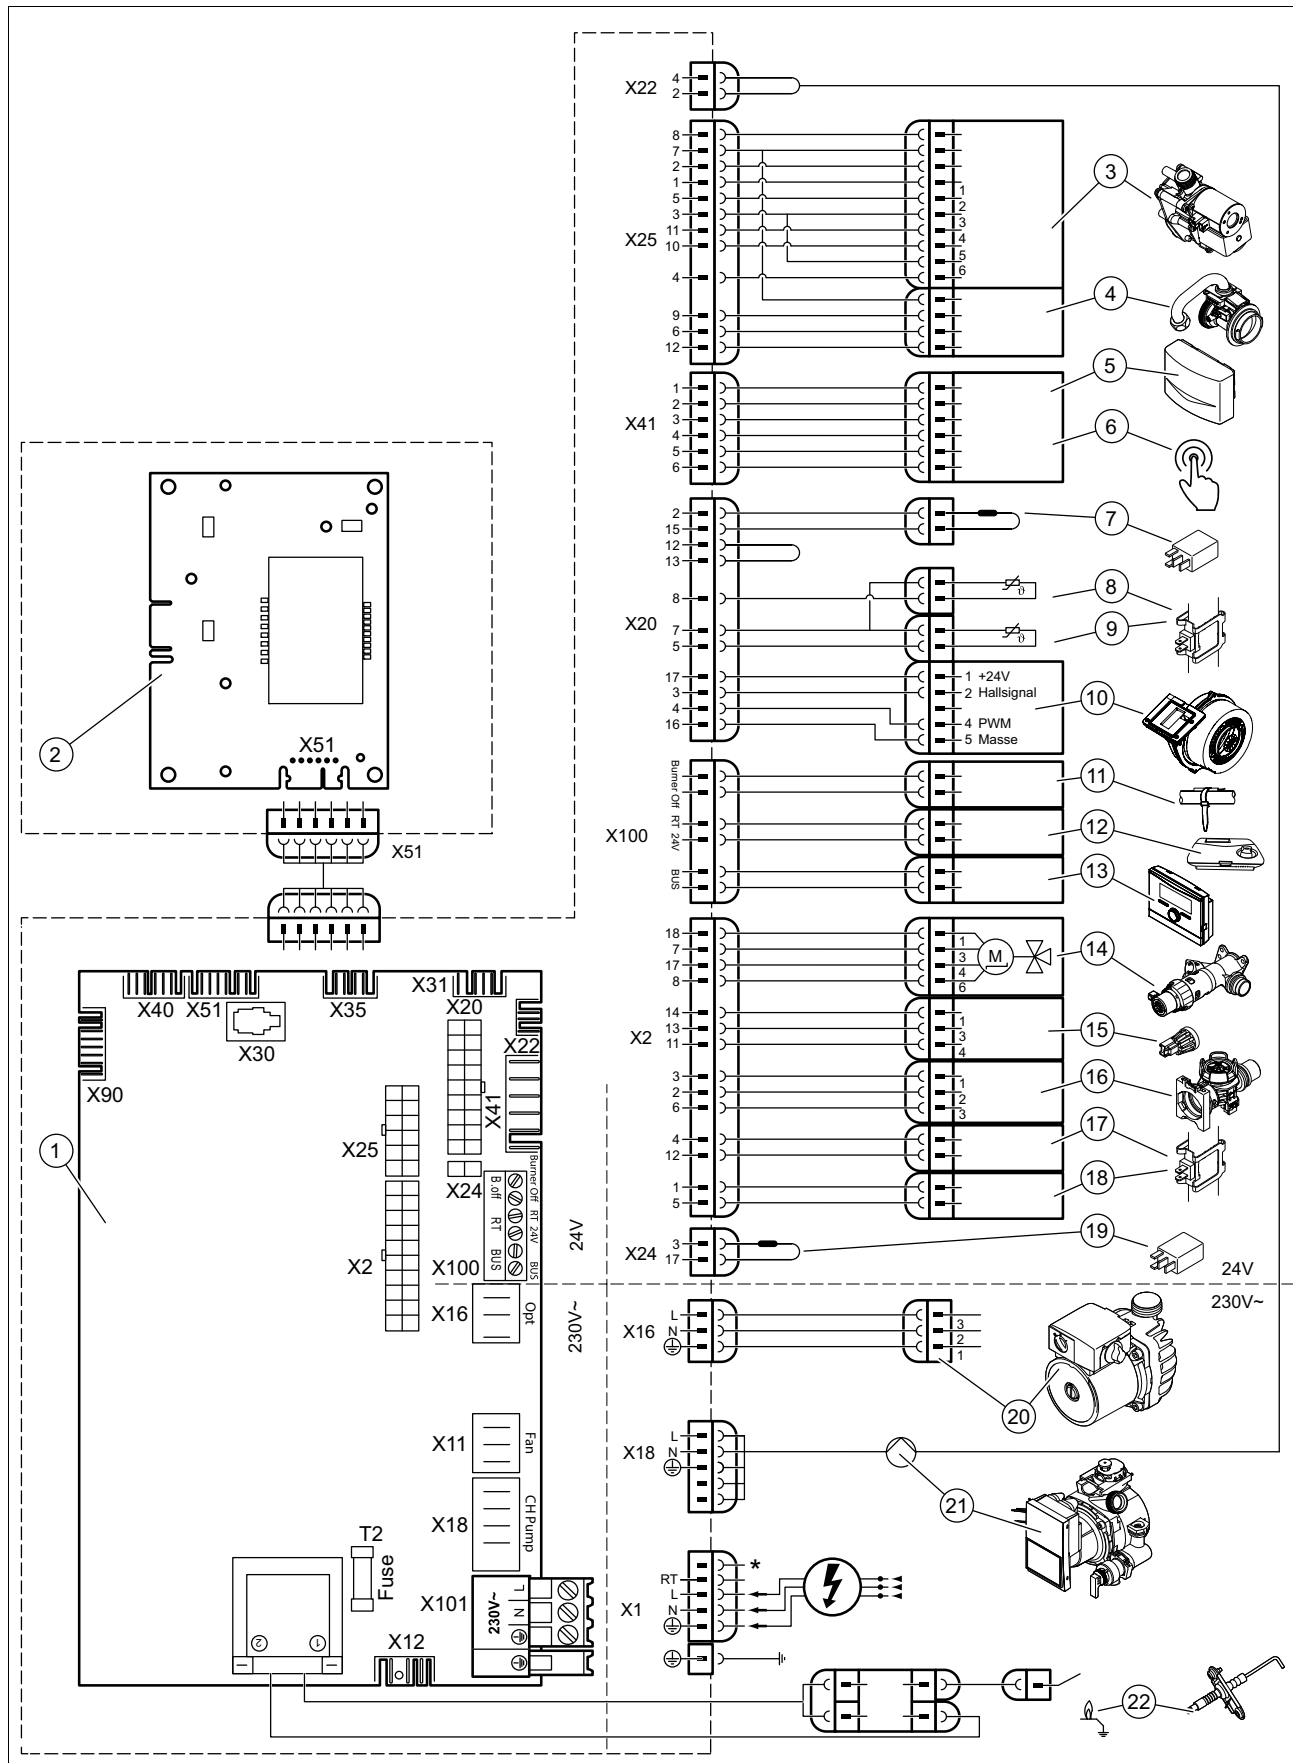 X22
4
2
X25
8
7
2
1
5
3
11
10
4
9
6
12
1
2
3
4
5
6
3
4
X41
1
2
3
4
5
6
5
6
X20
2
15
12
13
8
7
5
17
3
4
16
ϑ
ϑ
1 +24V
2 Hallsignal
4 PWM
5 Masse
7
8
9
10
X100
Burner Off
RT 24V
BUS
11
12
13
X2
18
7
17
8
14
13
11
3
2
6
4
12
1
5
1
3
4
6
M
1
3
4
1
2
3
14
15
16
17
18
X24
3
17
19
24V
230V~
X16
L
N
3
2
1
20
X18
L
N
21
X1
*
RT
L
N
22
2
X51
X51
1
X40
X51
X30
X35
X31
X20
X22
X90
X41
X25
X24
X2
X100
B.off
RT
BUS
Burner Off
RT 24V
BUS
24V
230V~
X16
Opt
X11
Fan
X18
CH Pump
T2
Fuse
X101
230V~
L
N
X12
2
1